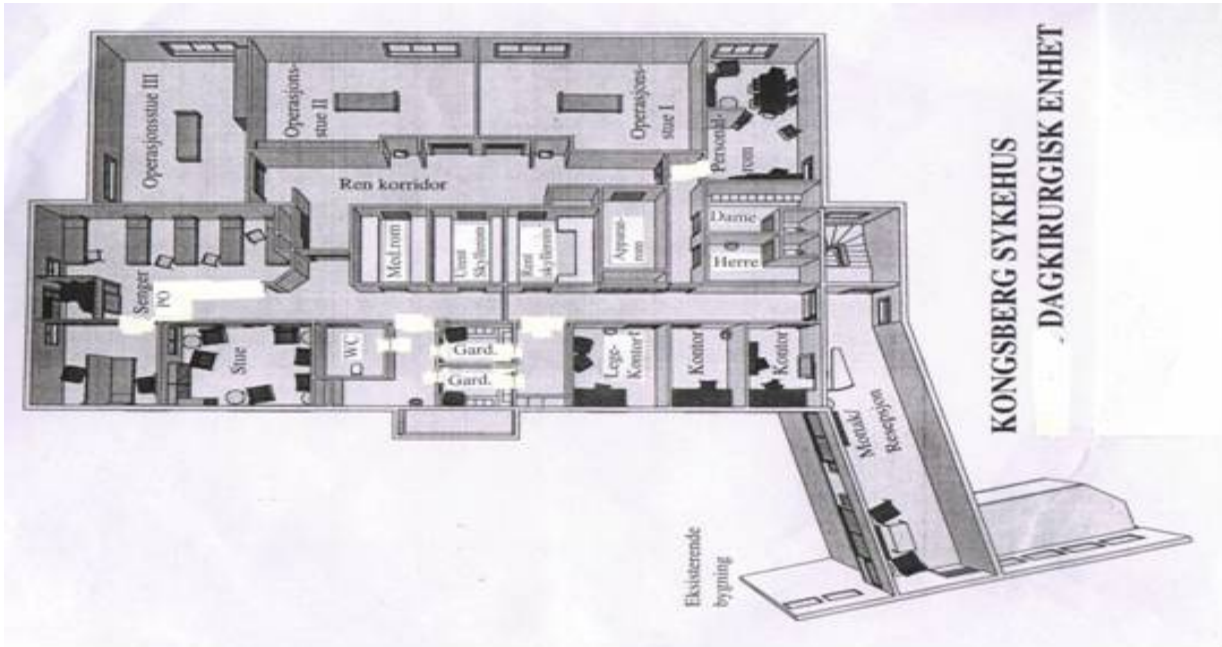 KONGSBERG SYKEHUS
DAGKIRURGISK ENHET
Operasjonsstue III
Operasjons-
stue II
Operasjons-
stue I
Personal-
rom
Ren korridor
Senger
PO
Med.rom
Urent
Skyllerom
Rent
skyllerom
Apparat-
rom
Dame
Herre
Stue
WC
Gard.
Gard.
Lege-
Kontor1
Kontor
Kontor
Mottak/
Resepsjon
Eksisterende
bygning